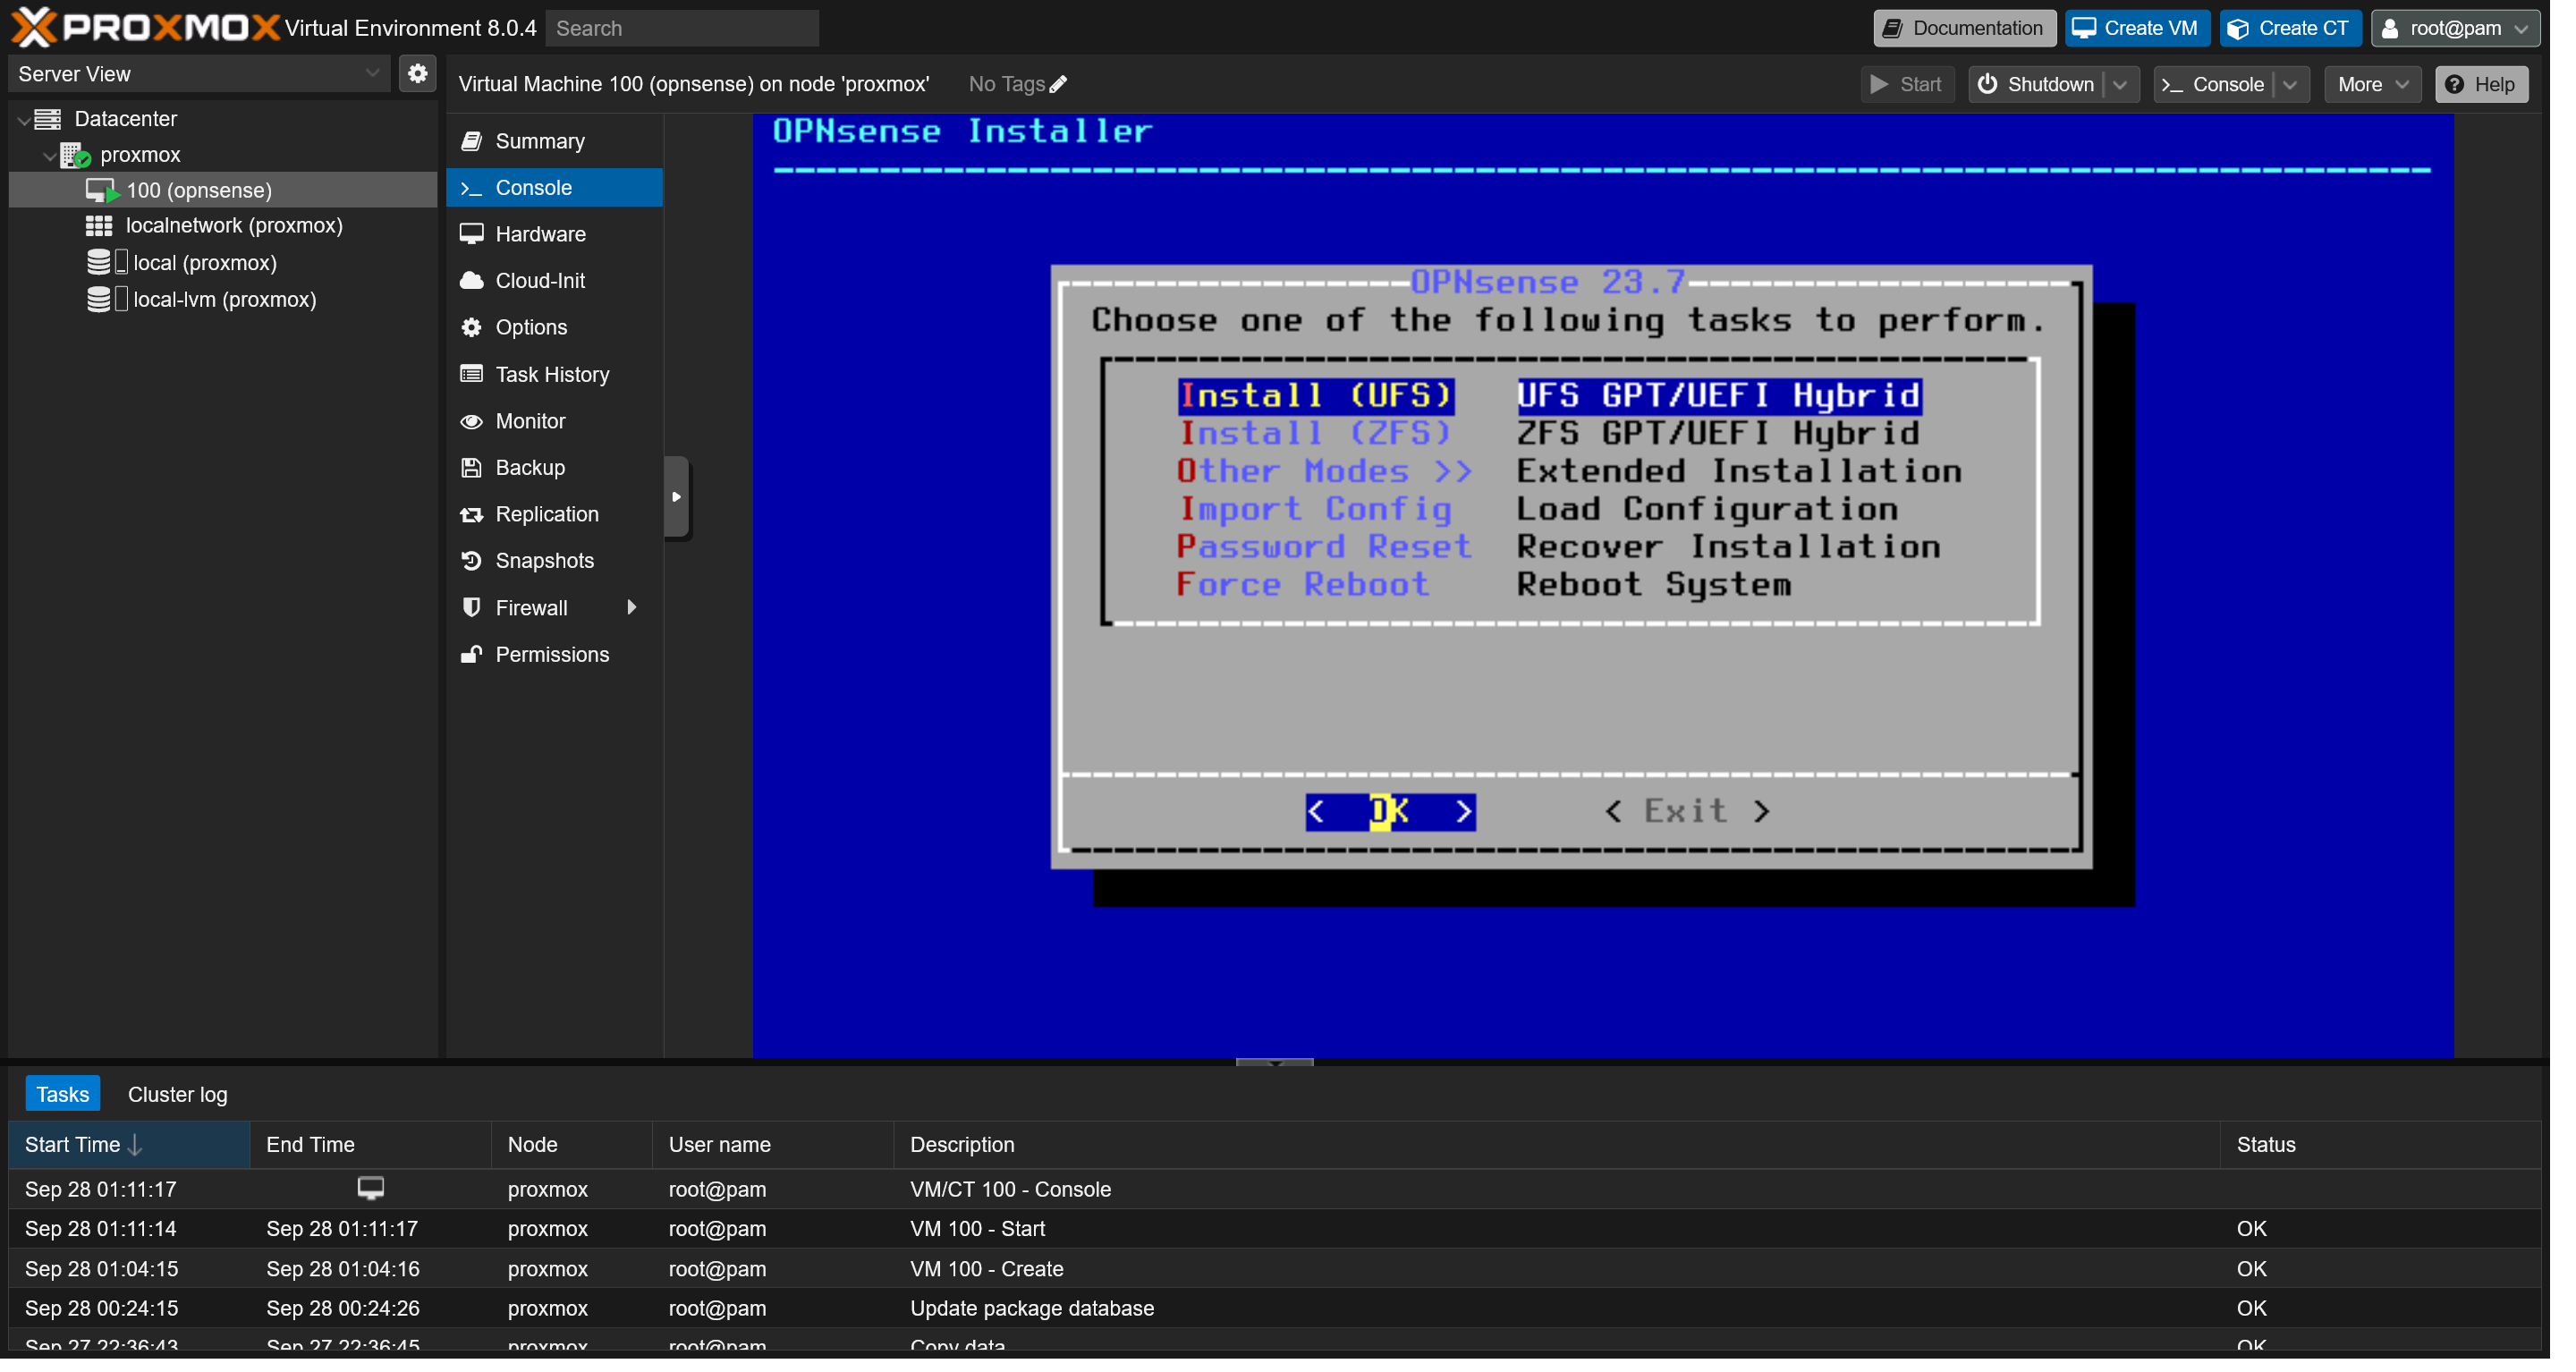 PROXMOX Virtual Environment 8.0.4 Search Documentation Create VM Create CT root@pam
Server View
Virtual Machine 100 (opnsense) on node 'proxmox' No Tags Start Shutdown Console More Help
Datacenter
proxmox
100 (opnsense)
localnetwork (proxmox)
local (proxmox)
local-lvm (proxmox)
Summary
Console
Hardware
Cloud-Init
Options
Task History
Monitor
Backup
Replication
Snapshots
Firewall
Permissions
OPNsense Installer
OPNsense 23.7
Choose one of the following tasks to perform.
Install (UFS) UFS GPT/UEFI Hybrid
Install (ZFS) ZFS GPT/UEFI Hybrid
Other Modes >> Extended Installation
Import Config Load Configuration
Password Reset Recover Installation
Force Reboot Reboot System
< OK > < Exit >
Tasks Cluster log
Start Time End Time Node User name Description Status
Sep 28 01:11:17 proxmox root@pam VM/CT 100 - Console
Sep 28 01:11:14 Sep 28 01:11:17 proxmox root@pam VM 100 - Start OK
Sep 28 01:04:15 Sep 28 01:04:16 proxmox root@pam VM 100 - Create OK
Sep 28 00:24:15 Sep 28 00:24:26 proxmox root@pam Update package database OK
Sep 27 22:36:43 Sep 27 22:36:45 proxmox root@pam Copy data OK